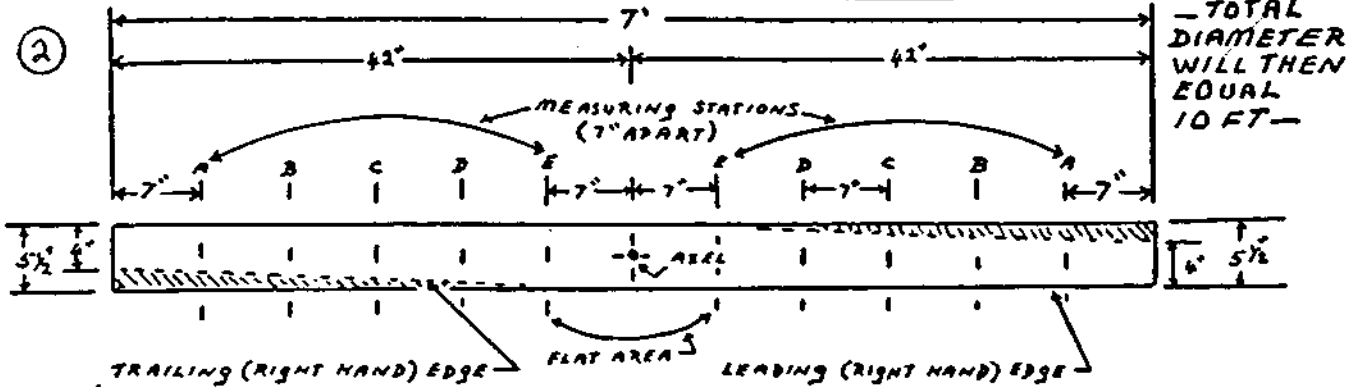 ②
7'
42"
42"
— TOTAL
DIAMETER
WILL THEN
EQUAL
10 FT —
MEASURING STATIONS
(7" APART)
A B C D E E D C B A
7" 7" 7" 7" 7"
5½" 4" AXEL 4" 5½
TRAILING (RIGHT HAND) EDGE
FLAT AREA
LEADING (RIGHT HAND) EDGE